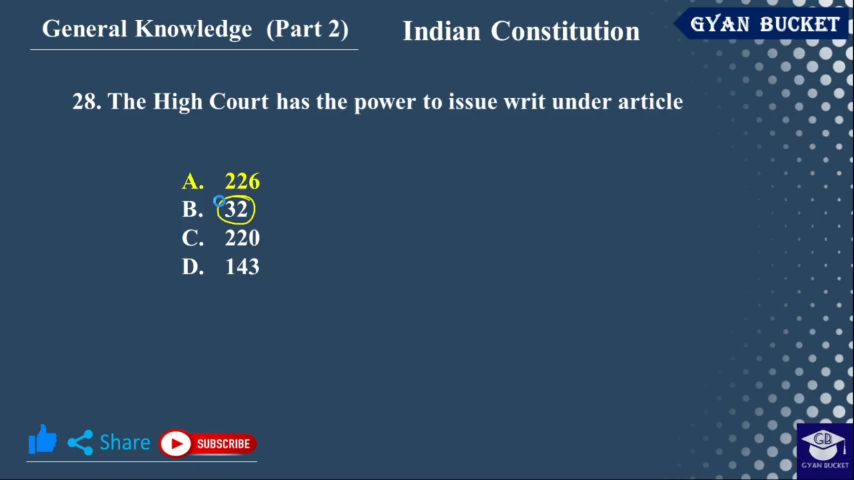 General Knowledge (Part 2)
Indian Constitution
GYAN BUCKET
28. The High Court has the power to issue writ under article
A. 226
B. 32
C. 220
D. 143
Share
SUBSCRIBE
GB
GYAN BUCKET